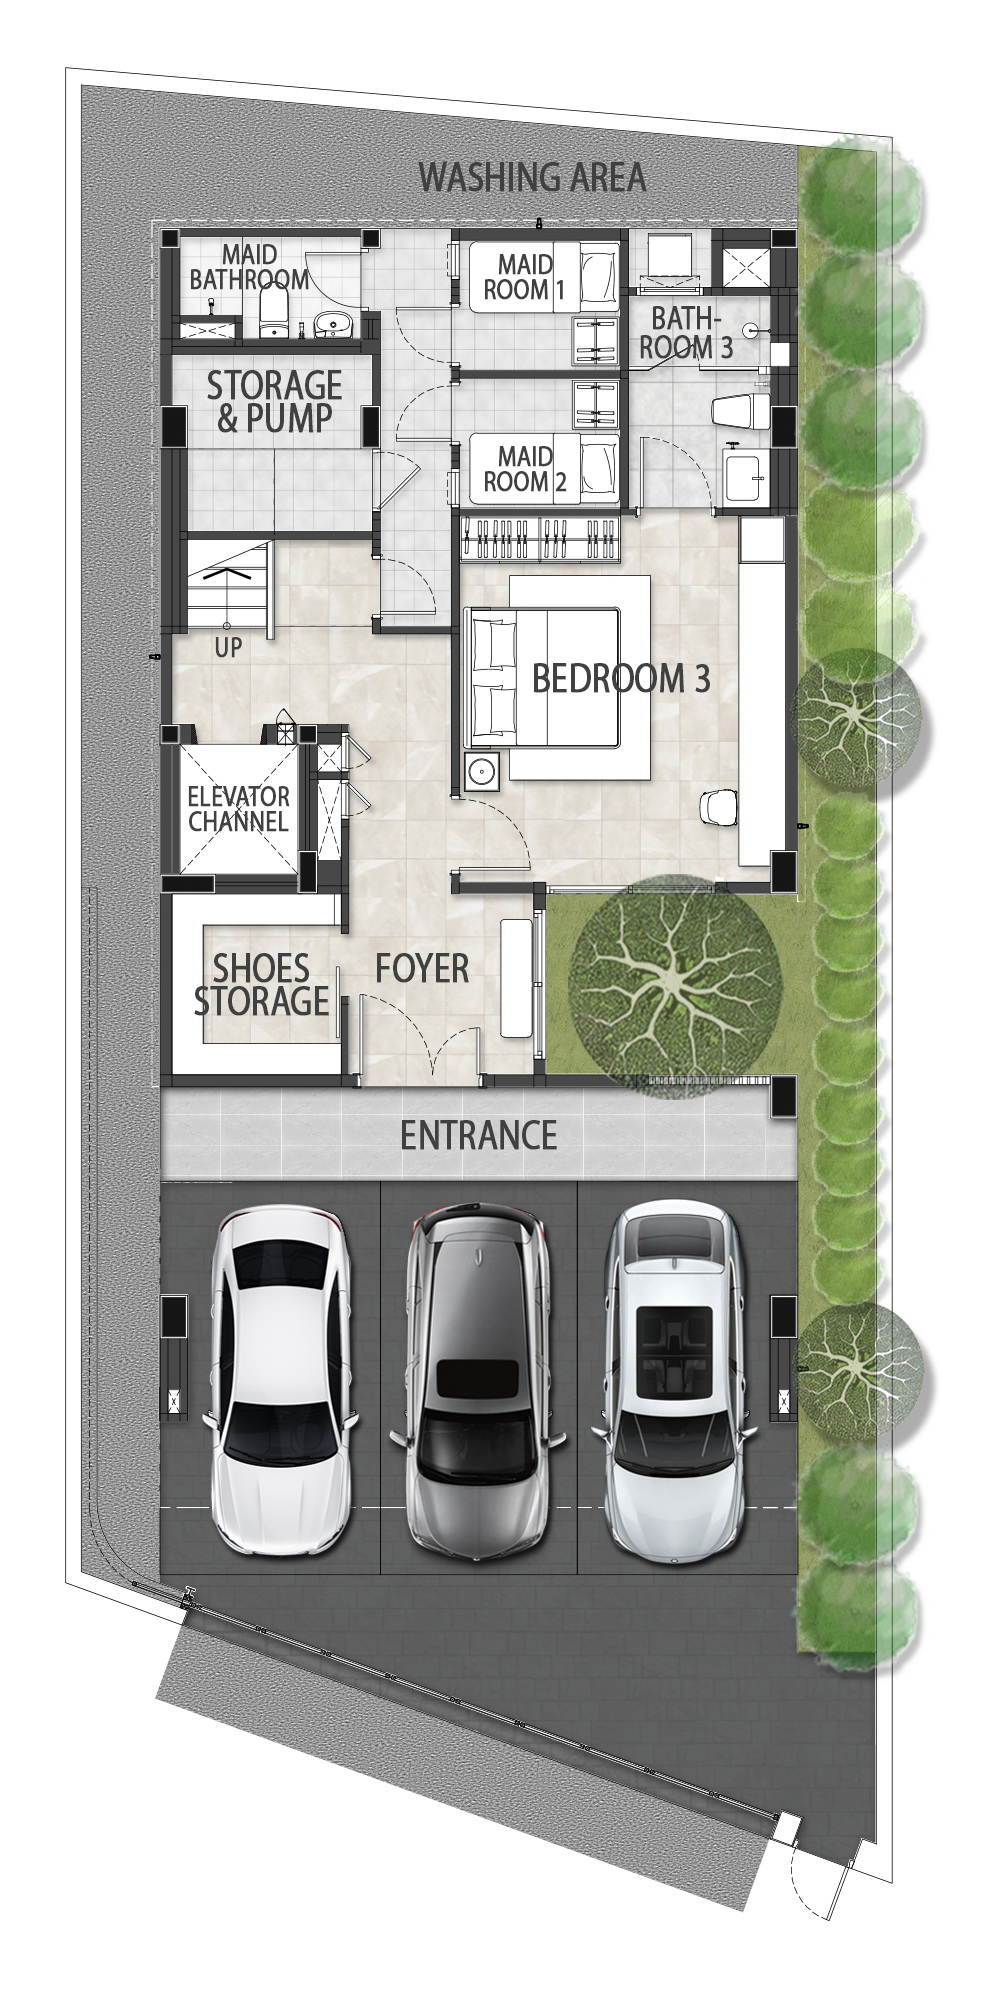 WASHING AREA
MAID
BATHROOM
MAID
ROOM 1
BATH-
ROOM 3
STORAGE
& PUMP
MAID
ROOM 2
UP
BEDROOM 3
ELEVATOR
CHANNEL
SHOES
STORAGE
FOYER
ENTRANCE